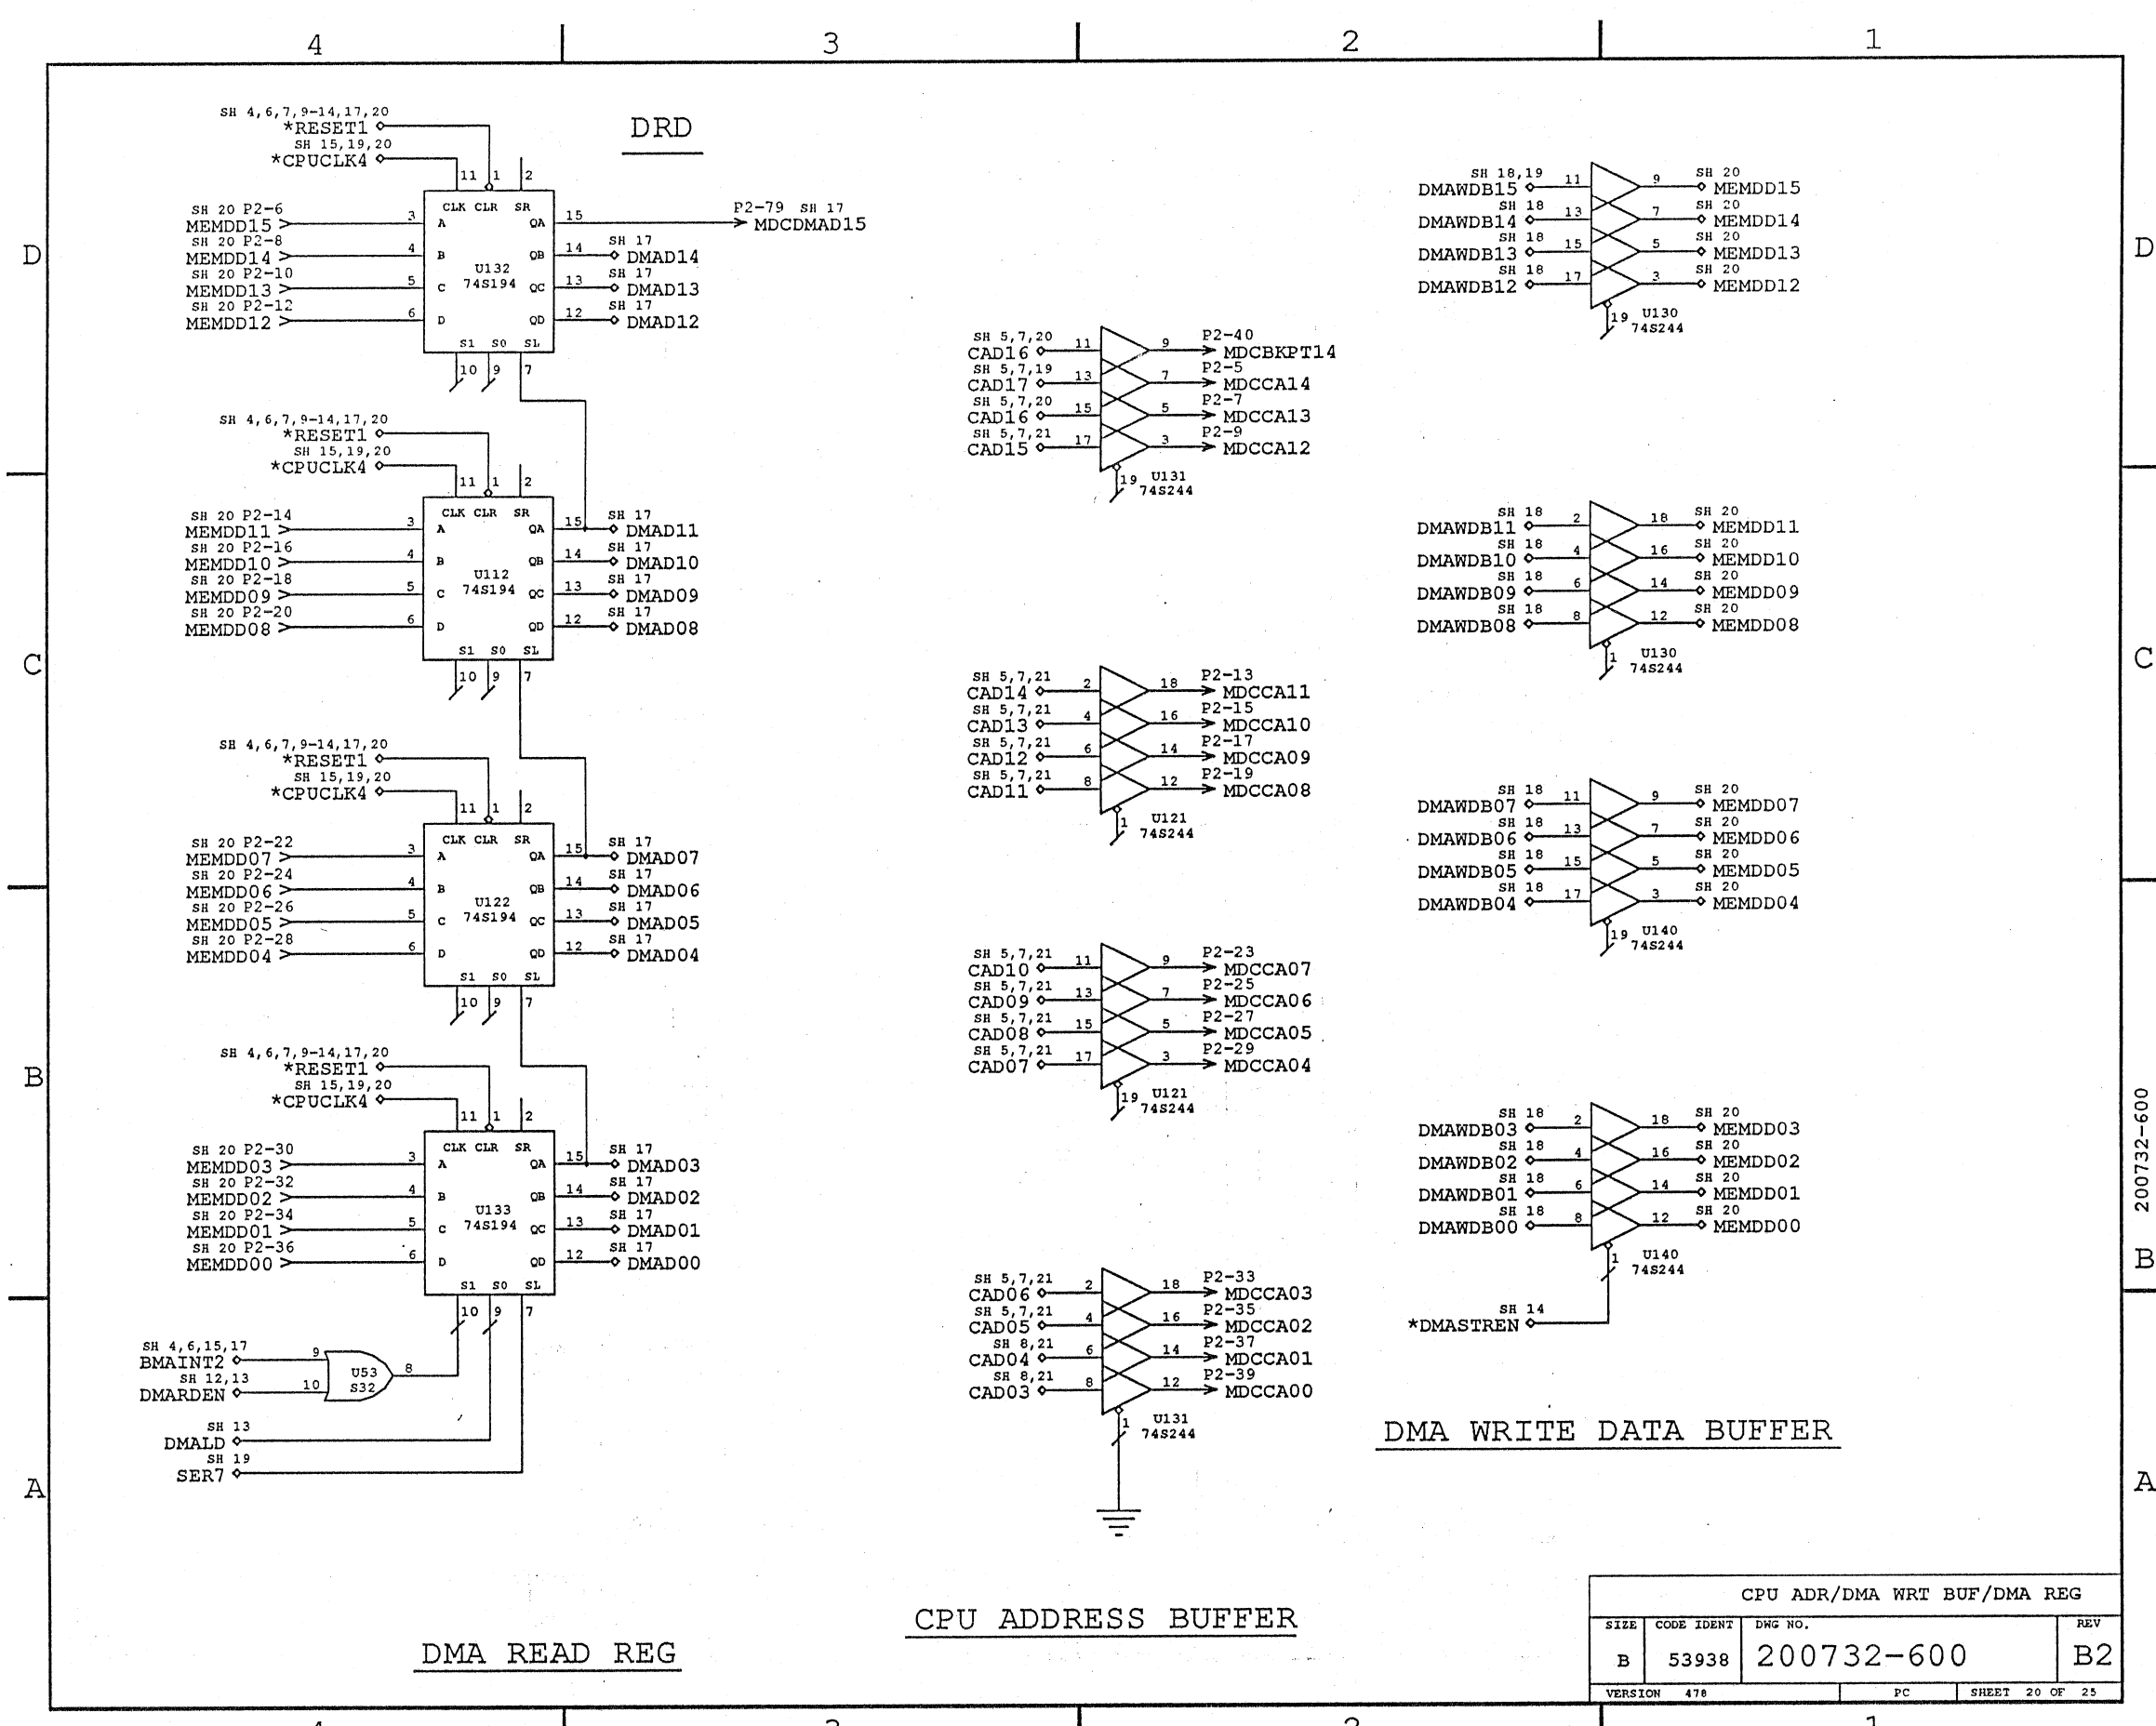 4 3 2 1
D
C
B
A
DRD
SH 4,6,7,9-14,17,20
*RESET1
SH 15,19,20
*CPUCLK4
11 1 2
CLK CLR SR
SH 20 P2-6
MEMDD15 3 A QA 15 P2-79 SH 17 MDCDMAD15
SH 20 P2-8 SH 17
MEMDD14 4 B QB 14 DMAD14
SH 20 P2-10 SH 17
MEMDD13 5 C QC 13 DMAD13
SH 20 P2-12 SH 17
MEMDD12 6 D QD 12 DMAD12
U132
74S194
S1 S0 SL
10 9 7
SH 4,6,7,9-14,17,20
*RESET1
SH 15,19,20
*CPUCLK4
11 1 2
CLK CLR SR
SH 20 P2-14 SH 17
MEMDD11 3 A QA 15 DMAD11
SH 20 P2-16 SH 17
MEMDD10 4 B QB 14 DMAD10
SH 20 P2-18 SH 17
MEMDD09 5 C QC 13 DMAD09
SH 20 P2-20 SH 17
MEMDD08 6 D QD 12 DMAD08
U112
74S194
S1 S0 SL
10 9 7
SH 4,6,7,9-14,17,20
*RESET1
SH 15,19,20
*CPUCLK4
11 1 2
CLK CLR SR
SH 20 P2-22 SH 17
MEMDD07 3 A QA 15 DMAD07
SH 20 P2-24 SH 17
MEMDD06 4 B QB 14 DMAD06
SH 20 P2-26 SH 17
MEMDD05 5 C QC 13 DMAD05
SH 20 P2-28 SH 17
MEMDD04 6 D QD 12 DMAD04
U122
74S194
S1 S0 SL
10 9 7
SH 4,6,7,9-14,17,20
*RESET1
SH 15,19,20
*CPUCLK4
11 1 2
CLK CLR SR
SH 20 P2-30 SH 17
MEMDD03 3 A QA 15 DMAD03
SH 20 P2-32 SH 17
MEMDD02 4 B QB 14 DMAD02
SH 20 P2-34 SH 17
MEMDD01 5 C QC 13 DMAD01
SH 20 P2-36 SH 17
MEMDD00 6 D QD 12 DMAD00
U133
74S194
S1 S0 SL
10 9 7
SH 4,6,15,17
BMAINT2 9
SH 12,13
DMARDEN 10
U53
S32
8
SH 13
DMALD
SH 19
SER7
DMA READ REG
SH 5,7,20 P2-40
CAD16 11 9 MDCBKPT14
SH 5,7,19 P2-5
CAD17 13 7 MDCCA14
SH 5,7,20 P2-7
CAD16 15 5 MDCCA13
SH 5,7,21 P2-9
CAD15 17 3 MDCCA12
19 U131
74S244
SH 5,7,21 P2-13
CAD14 2 18 MDCCA11
SH 5,7,21 P2-15
CAD13 4 16 MDCCA10
SH 5,7,21 P2-17
CAD12 6 14 MDCCA09
SH 5,7,21 P2-19
CAD11 8 12 MDCCA08
1 U121
74S244
SH 5,7,21 P2-23
CAD10 11 9 MDCCA07
SH 5,7,21 P2-25
CAD09 13 7 MDCCA06
SH 5,7,21 P2-27
CAD08 15 5 MDCCA05
SH 5,7,21 P2-29
CAD07 17 3 MDCCA04
19 U121
74S244
SH 5,7,21 P2-33
CAD06 2 18 MDCCA03
SH 5,7,21 P2-35
CAD05 4 16 MDCCA02
SH 8,21 P2-37
CAD04 6 14 MDCCA01
SH 8,21 P2-39
CAD03 8 12 MDCCA00
1 U131
74S244
CPU ADDRESS BUFFER
SH 18,19 SH 20
DMAWDB15 11 9 MEMDD15
SH 18 SH 20
DMAWDB14 13 7 MEMDD14
SH 18 SH 20
DMAWDB13 15 5 MEMDD13
SH 18 SH 20
DMAWDB12 17 3 MEMDD12
19 U130
74S244
SH 18 SH 20
DMAWDB11 2 18 MEMDD11
SH 18 SH 20
DMAWDB10 4 16 MEMDD10
SH 18 SH 20
DMAWDB09 6 14 MEMDD09
SH 18 SH 20
DMAWDB08 8 12 MEMDD08
1 U130
74S244
SH 18 SH 20
DMAWDB07 11 9 MEMDD07
SH 18 SH 20
DMAWDB06 13 7 MEMDD06
SH 18 SH 20
DMAWDB05 15 5 MEMDD05
SH 18 SH 20
DMAWDB04 17 3 MEMDD04
19 U140
74S244
SH 18 SH 20
DMAWDB03 2 18 MEMDD03
SH 18 SH 20
DMAWDB02 4 16 MEMDD02
SH 18 SH 20
DMAWDB01 6 14 MEMDD01
SH 18 SH 20
DMAWDB00 8 12 MEMDD00
1 U140
74S244
SH 14
*DMASTREN
DMA WRITE DATA BUFFER
D
C
200732-600
B
A
CPU ADR/DMA WRT BUF/DMA REG
SIZE CODE IDENT DWG NO. REV
B 53938 200732-600 B2
VERSION 478 PC SHEET 20 OF 25